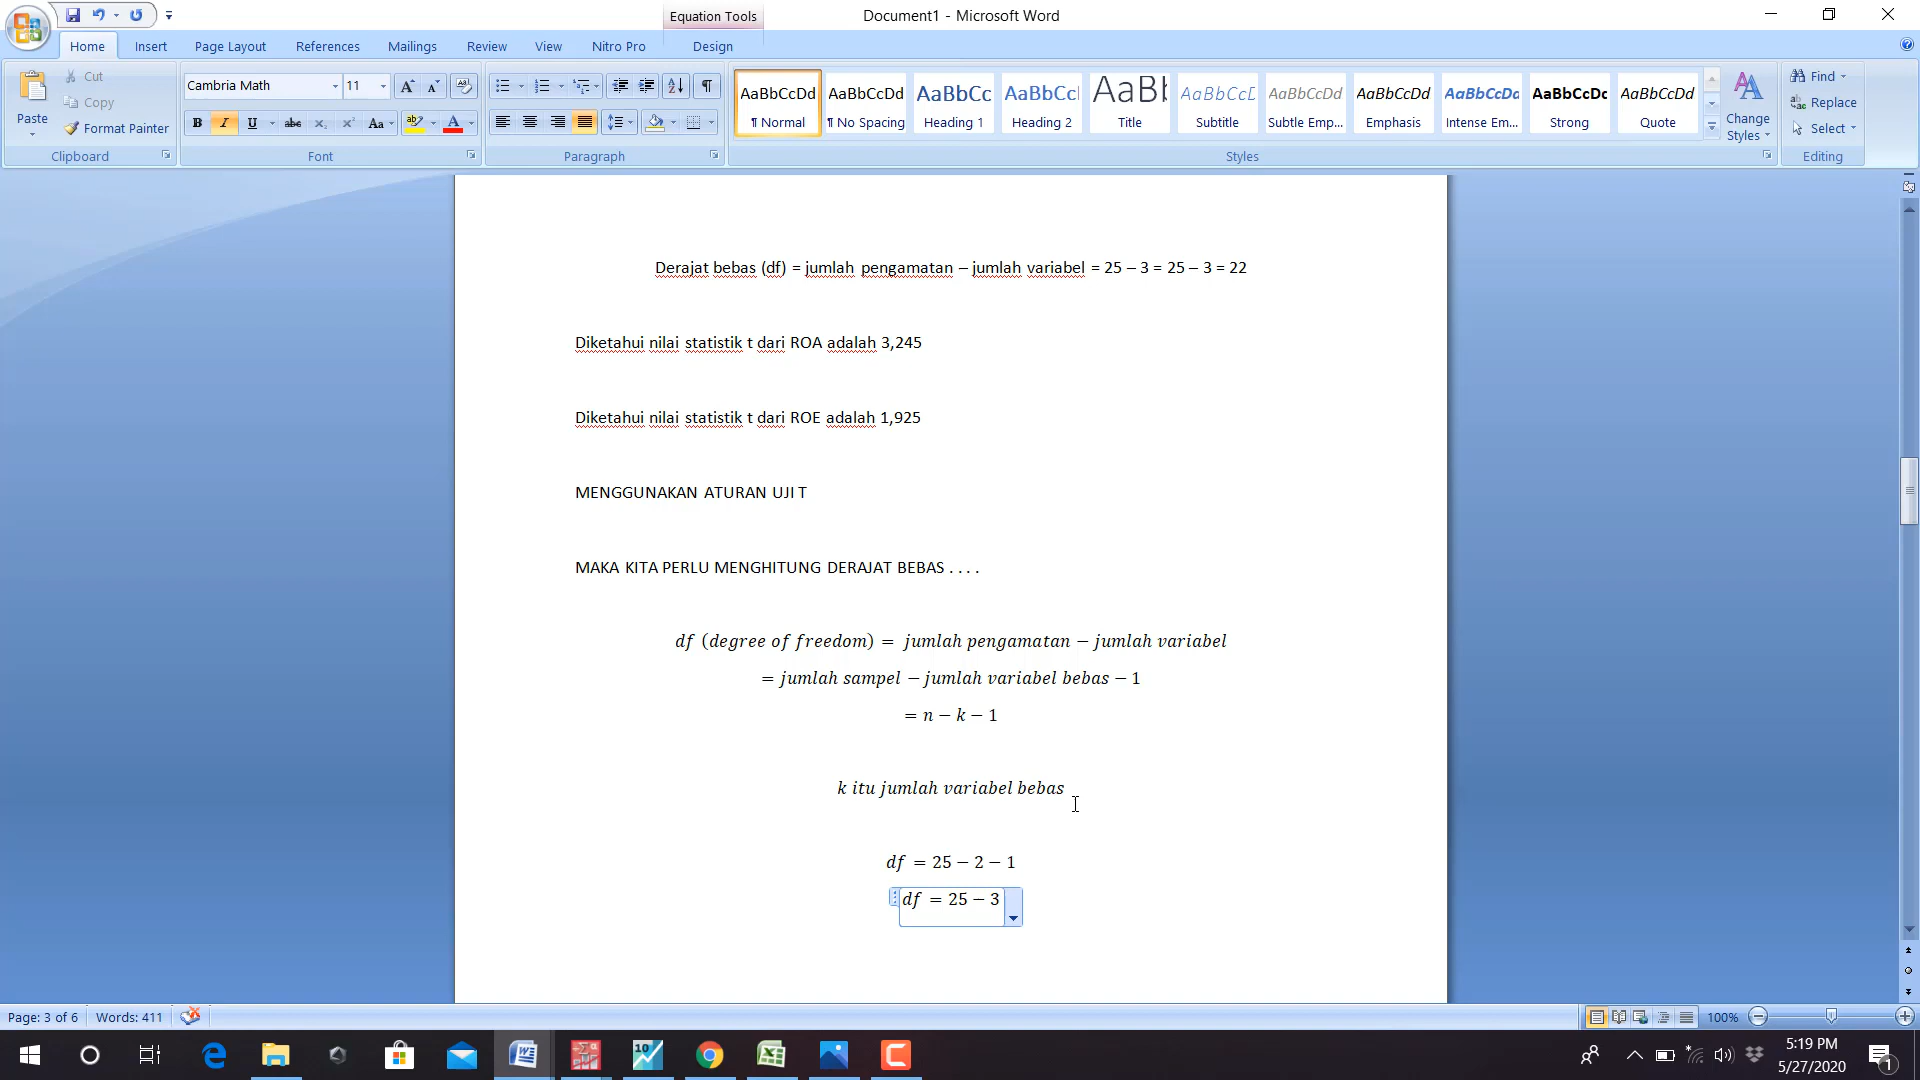 Equation Tools
Document1 - Microsoft Word
Home Insert Page Layout References Mailings Review View Nitro Pro Design
Paste
Cut
Copy
Format Painter
Clipboard
Cambria Math 11
Font
Paragraph
AaBbCcDd AaBbCcDd AaBbCc AaBbCc AaB AaBbCcD AaBbCcDd AaBbCcDd AaBbCcDd AaBbCcDc AaBbCcDd
¶ Normal ¶ No Spacing Heading 1 Heading 2 Title Subtitle Subtle Emp... Emphasis Intense Em... Strong Quote
Change
Styles
Styles
Find
Replace
Select
Editing
Derajat bebas (df) = jumlah pengamatan – jumlah variabel = 25 – 3 = 25 – 3 = 22
Diketahui nilai statistik t dari ROA adalah 3,245
Diketahui nilai statistik t dari ROE adalah 1,925
MENGGUNAKAN ATURAN UJI T
MAKA KITA PERLU MENGHITUNG DERAJAT BEBAS . . . .
df (degree of freedom) = jumlah pengamatan − jumlah variabel
= jumlah sampel − jumlah variabel bebas − 1
= n − k − 1
k itu jumlah variabel bebas
df = 25 − 2 − 1
df = 25 − 3
Page: 3 of 6 Words: 411
100%
5:19 PM
5/27/2020
1